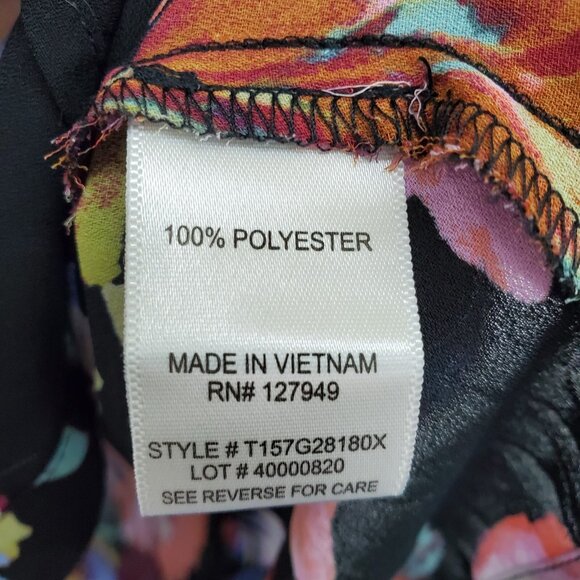 100% POLYESTER
MADE IN VIETNAM
RN# 127949
STYLE # T157G28180X
LOT # 40000820
SEE REVERSE FOR CARE